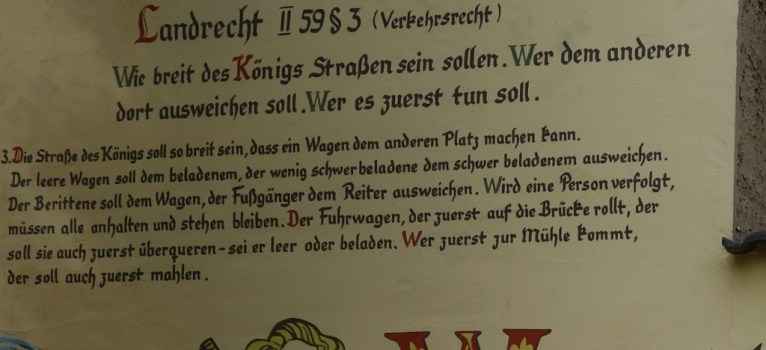 Landrecht II 59 § 3 (Verkehrsrecht)
Wie breit des Königs Straßen sein sollen. Wer dem anderen
dort ausweichen soll. Wer es zuerst tun soll.
3. Die Straße des Königs soll so breit sein, dass ein Wagen dem anderen Platz machen kann.
Der leere Wagen soll dem beladenem, der wenig schwer beladene dem schwer beladenem ausweichen.
Der Berittene soll dem Wagen, der Fußgänger dem Reiter ausweichen. Wird eine Person verfolgt,
müssen alle anhalten und stehen bleiben. Der Fuhrwagen, der zuerst auf die Brücke rollt, der
soll sie auch zuerst überqueren - sei er leer oder beladen. Wer zuerst zur Mühle kommt,
der soll auch zuerst mahlen.